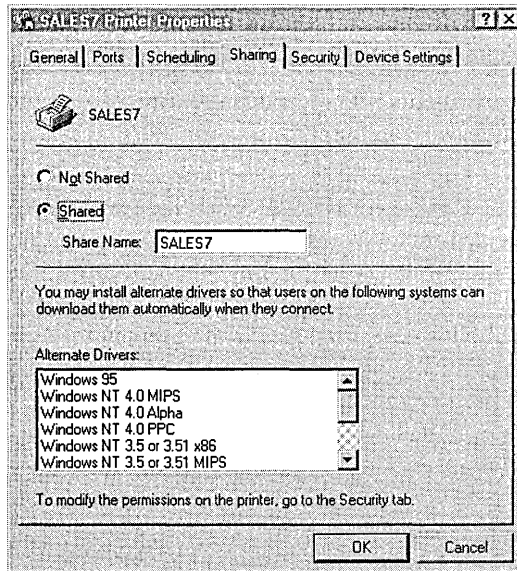 SALES7 Printer Properties
General Ports Scheduling Sharing Security Device Settings
SALES7
Not Shared
Shared
Share Name: SALES7
You may install alternate drivers so that users on the following systems can
download them automatically when they connect.
Alternate Drivers:
Windows 95
Windows NT 4.0 MIPS
Windows NT 4.0 Alpha
Windows NT 4.0 PPC
Windows NT 3.5 or 3.51 x86
Windows NT 3.5 or 3.51 MIPS
To modify the permissions on the printer, go to the Security tab.
OK Cancel